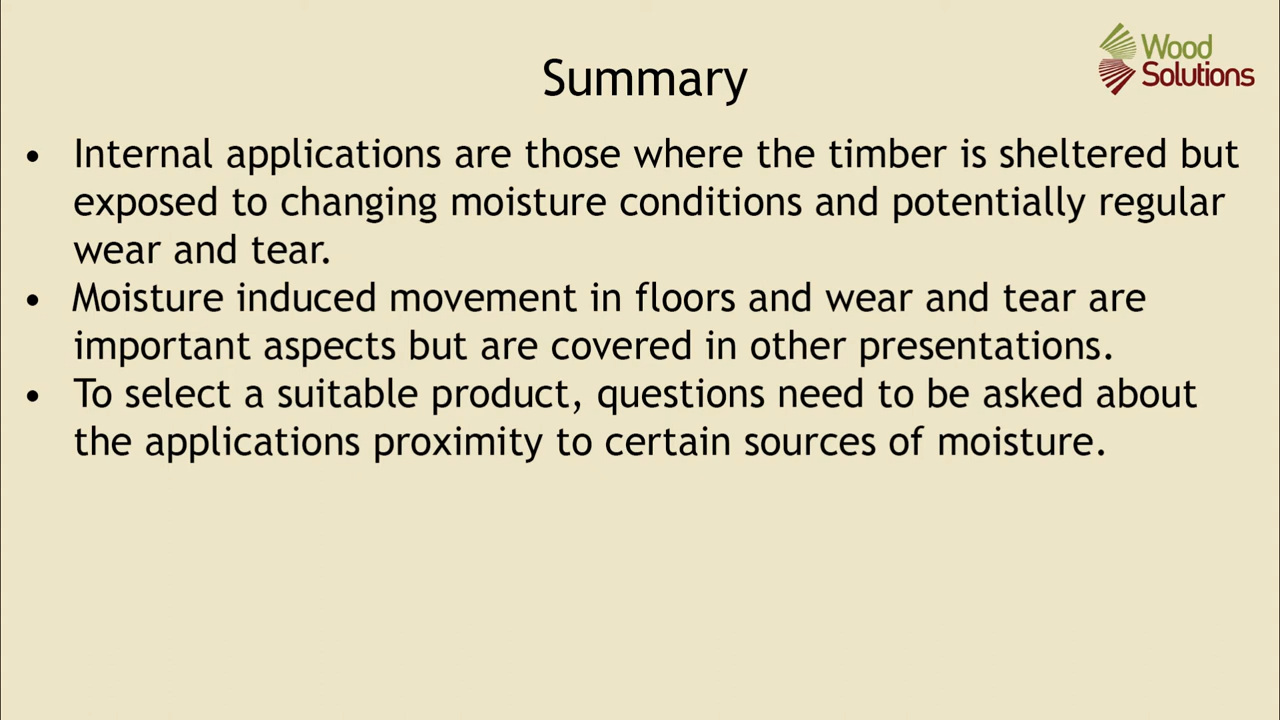 Wood
Solutions
Summary
• Internal applications are those where the timber is sheltered but
exposed to changing moisture conditions and potentially regular
wear and tear.
• Moisture induced movement in floors and wear and tear are
important aspects but are covered in other presentations.
• To select a suitable product, questions need to be asked about
the applications proximity to certain sources of moisture.